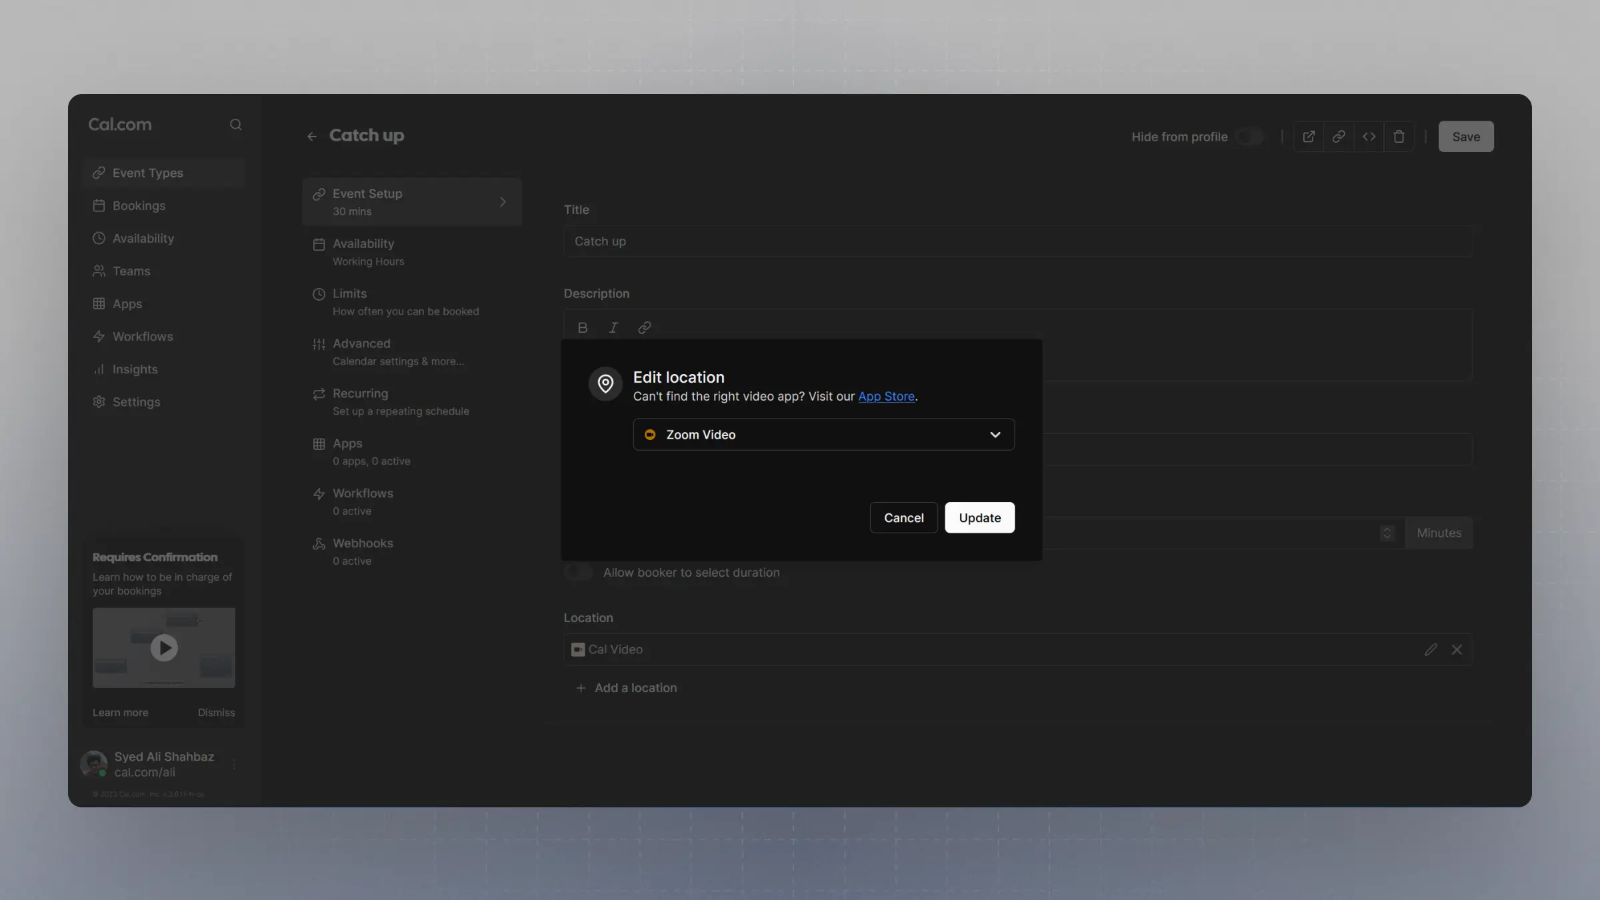 Cal.com
Event Types
Bookings
Availability
Teams
Apps
Workflows
Insights
Settings
Requires Confirmation
Learn how to be in charge of
your bookings
Learn more
Dismiss
Syed Ali Shahbaz
cal.com/ali
Catch up
Hide from profile
Save
Event Setup
30 mins
Availability
Working Hours
Limits
How often you can be booked
Advanced
Calendar settings & more...
Recurring
Set up a repeating schedule
Apps
0 apps, 0 active
Workflows
0 active
Webhooks
0 active
Title
Catch up
Description
B I
Edit location
Can't find the right video app? Visit our App Store.
Zoom Video
Cancel
Update
Minutes
Allow booker to select duration
Location
Cal Video
Add a location